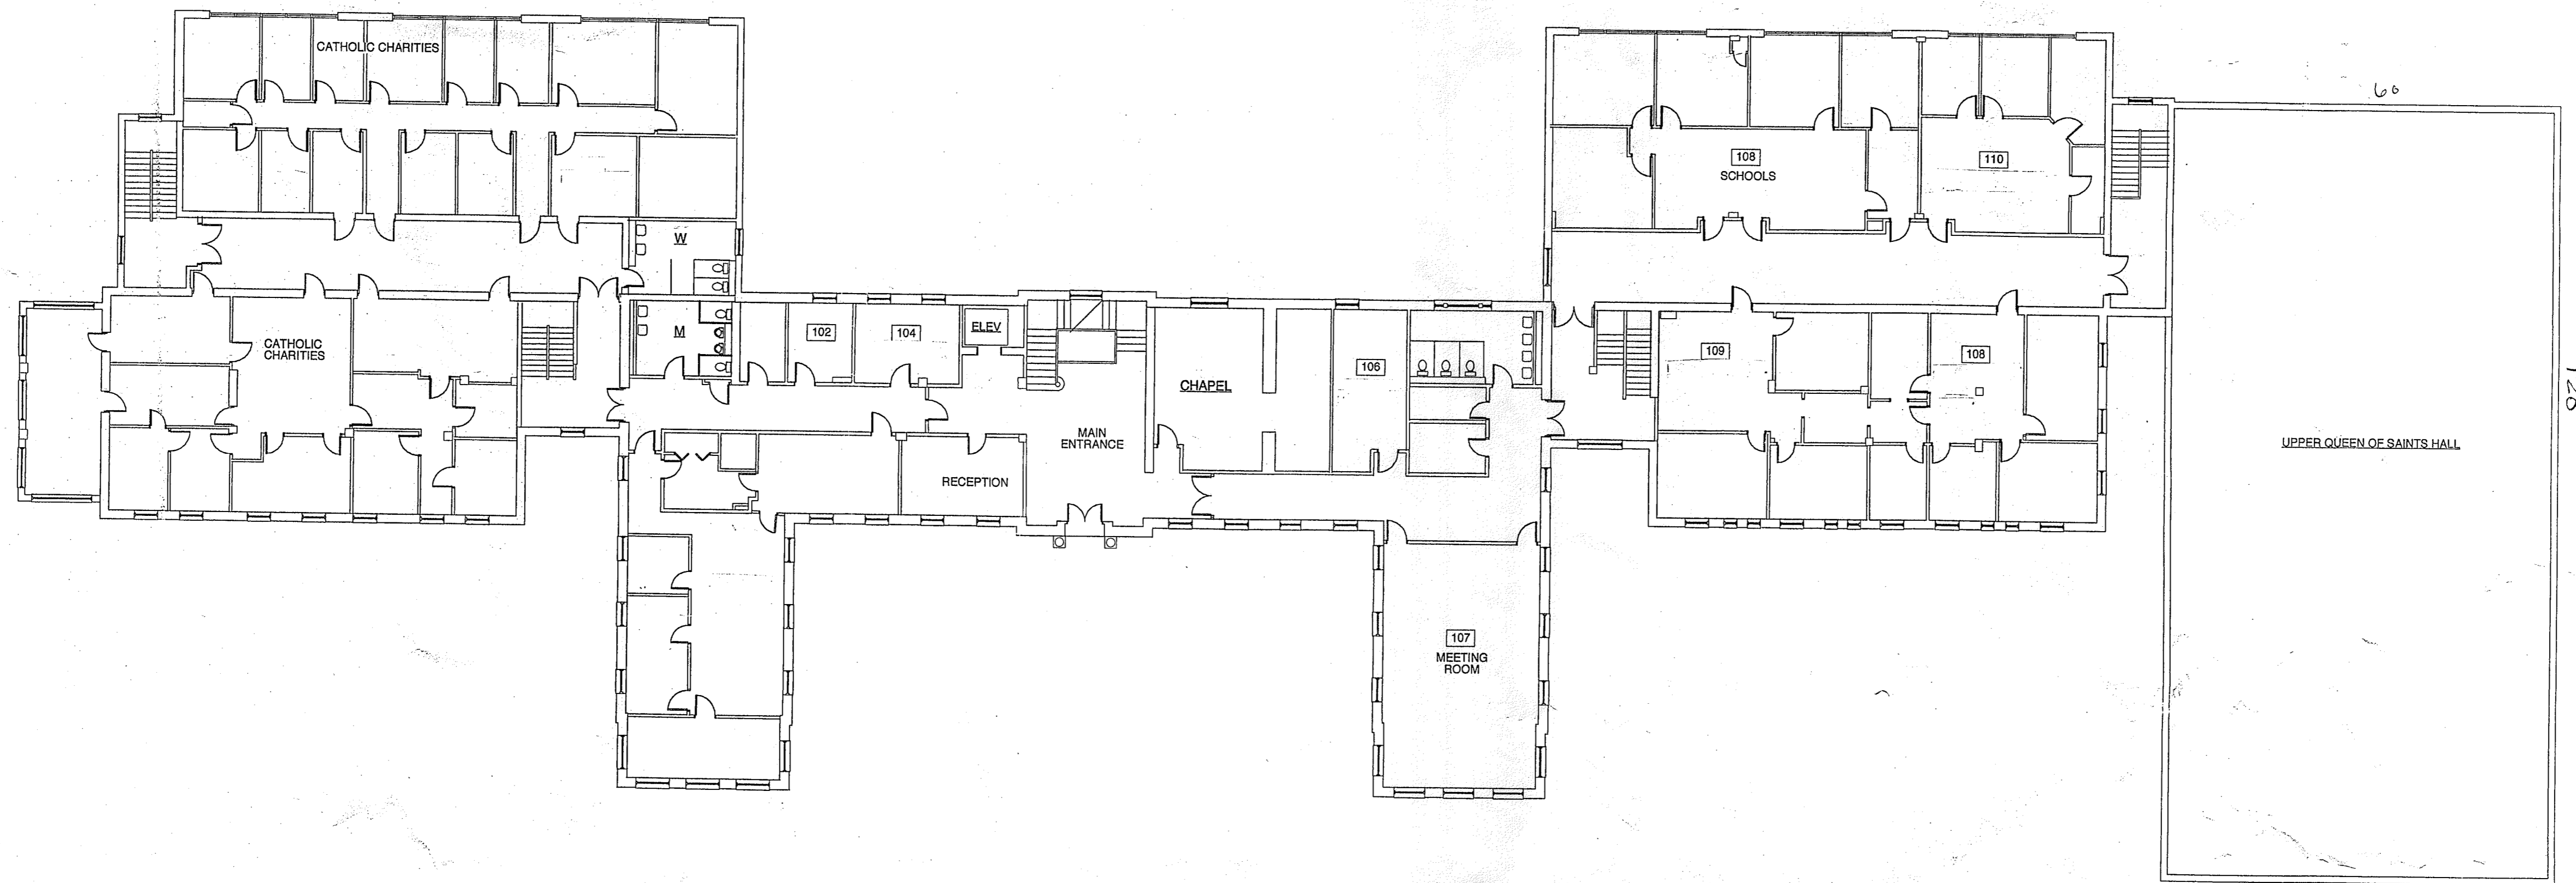 CATHOLIC CHARITIES
60
108
SCHOOLS
110
W
M
102
104
ELEV
CATHOLIC
CHARITIES
CHAPEL
106
109
108
MAIN
ENTRANCE
RECEPTION
UPPER QUEEN OF SAINTS HALL
107
MEETING
ROOM